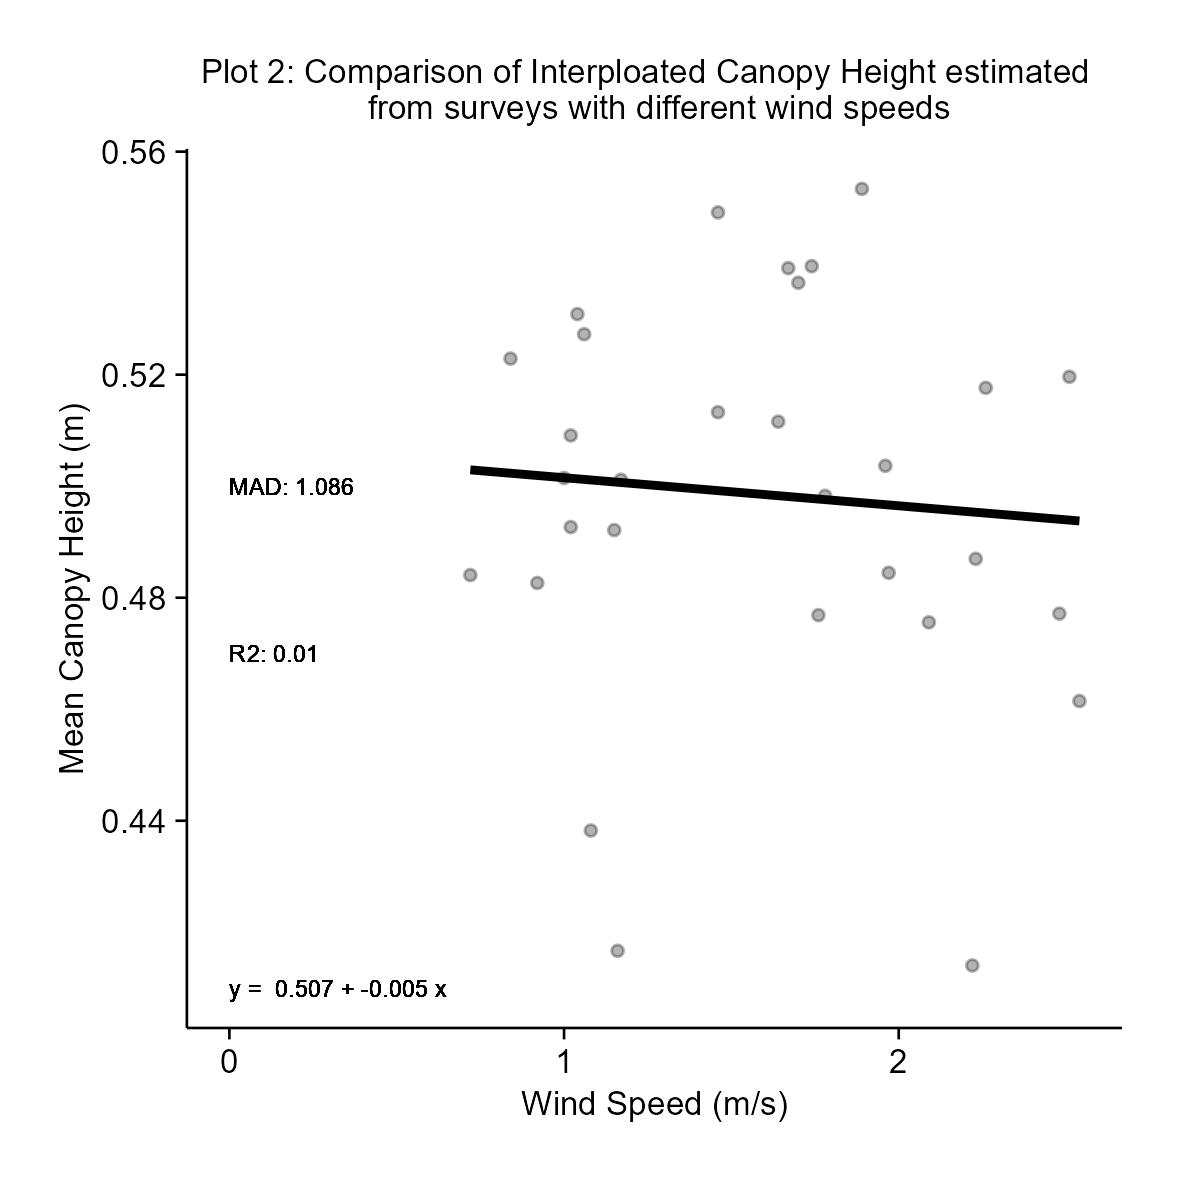 Plot 2: Comparison of Interploated Canopy Height estimated
from surveys with different wind speeds
0.56
0.52
0.48
0.44
Mean Canopy Height (m)
MAD: 1.086
R2: 0.01
y =  0.507 + -0.005 x
0
1
2
Wind Speed (m/s)